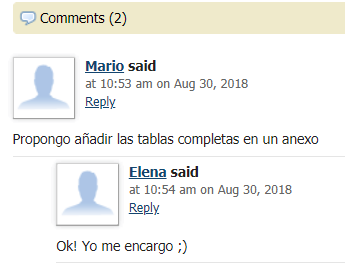 Comments (2)
Mario said
at 10:53 am on Aug 30, 2018
Reply
Propongo añadir las tablas completas en un anexo
Elena said
at 10:54 am on Aug 30, 2018
Reply
Ok! Yo me encargo ;)